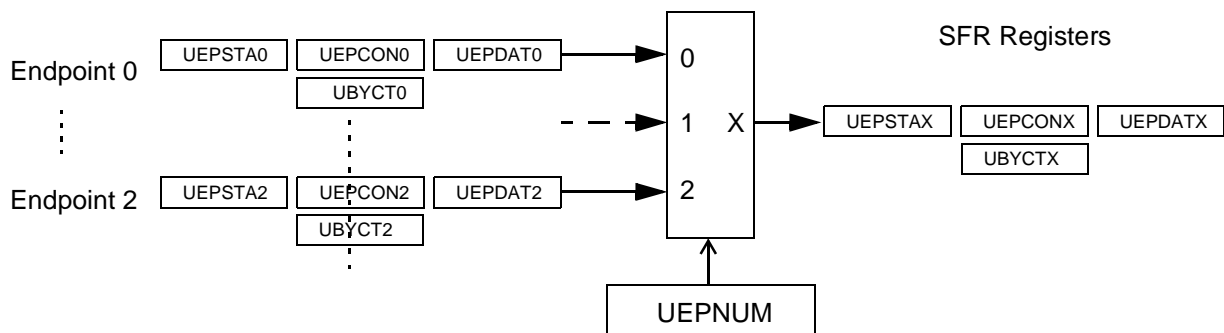 SFR Registers
Endpoint 0
UEPSTA0 UEPCON0 UEPDAT0
UBYCT0
0
1 X
2
UEPSTAX UEPCONX UEPDATX
UBYCTX
Endpoint 2
UEPSTA2 UEPCON2 UEPDAT2
UBYCT2
UEPNUM